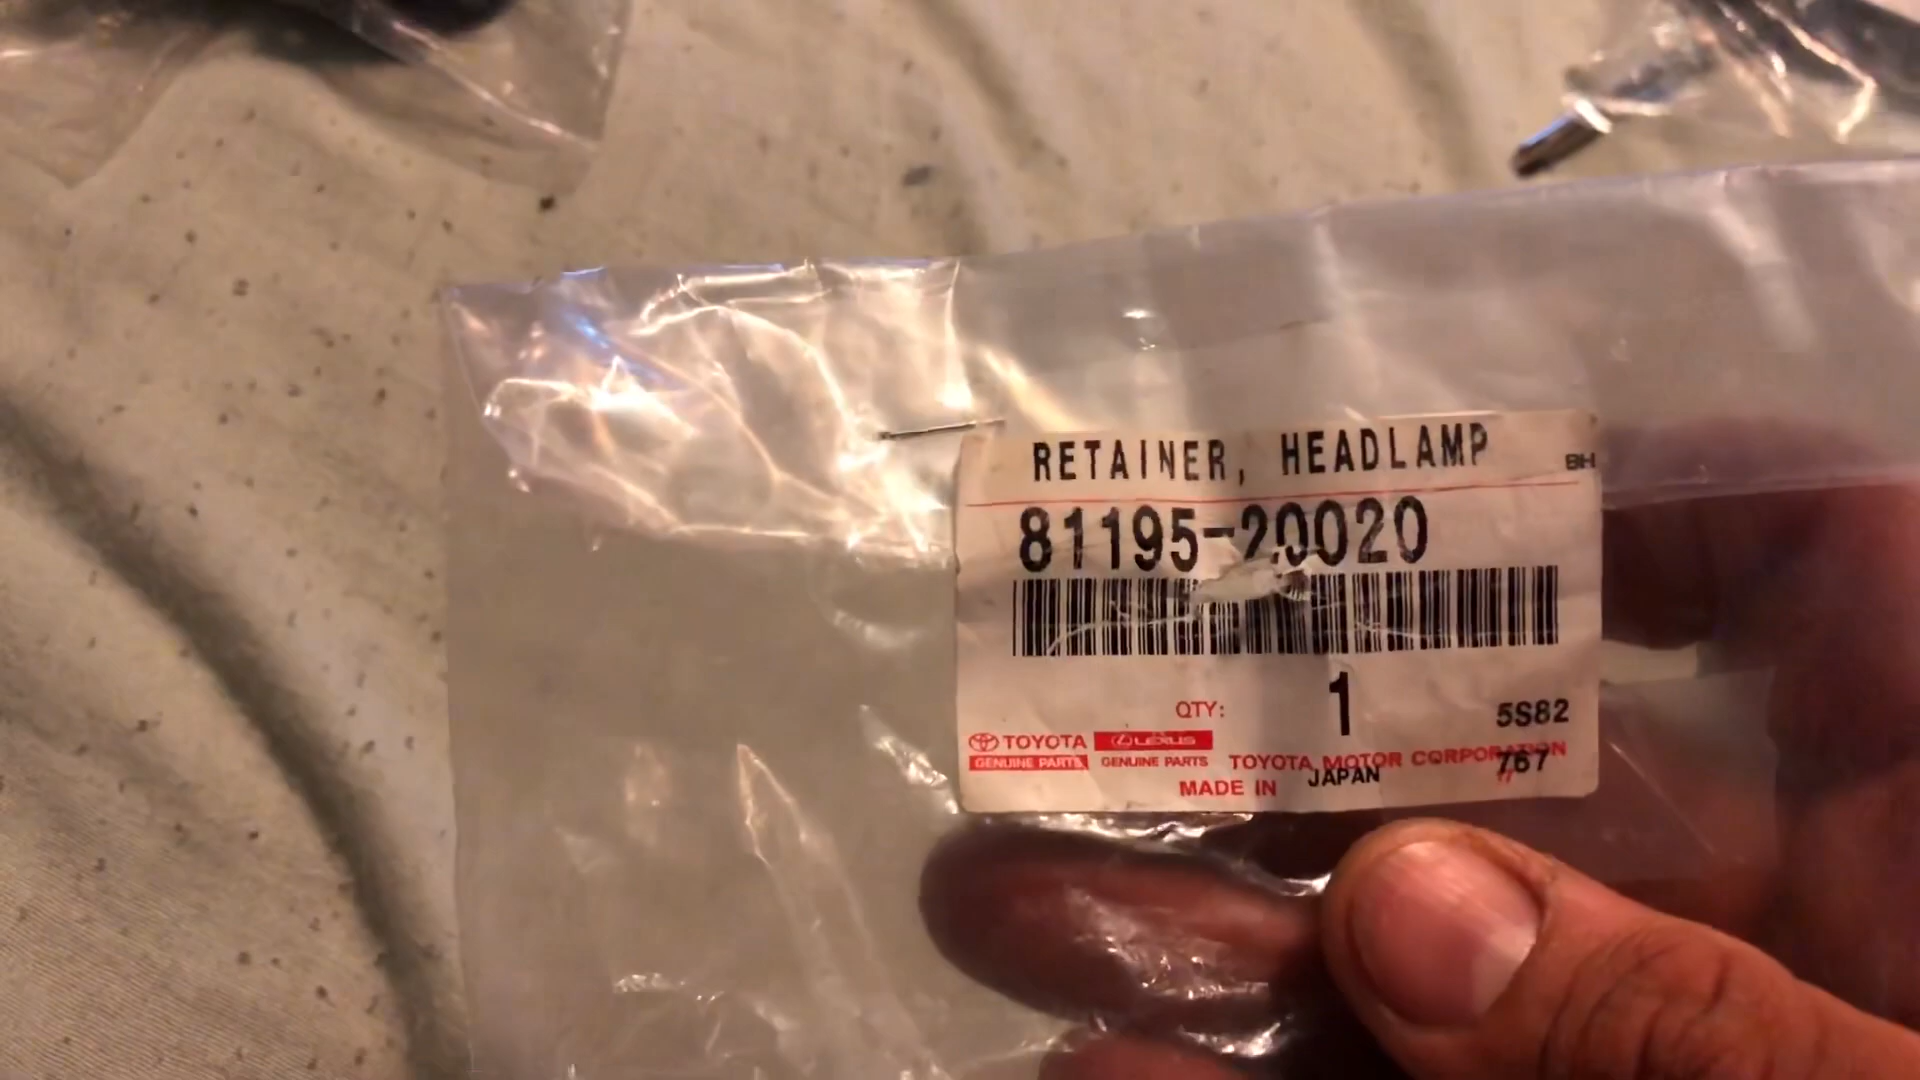 RETAINER, HEADLAMP
BH
81195-20020
QTY: 1 5S82
TOYOTA LEXUS
GENUINE PARTS GENUINE PARTS TOYOTA MOTOR CORPORATION
767
MADE IN JAPAN